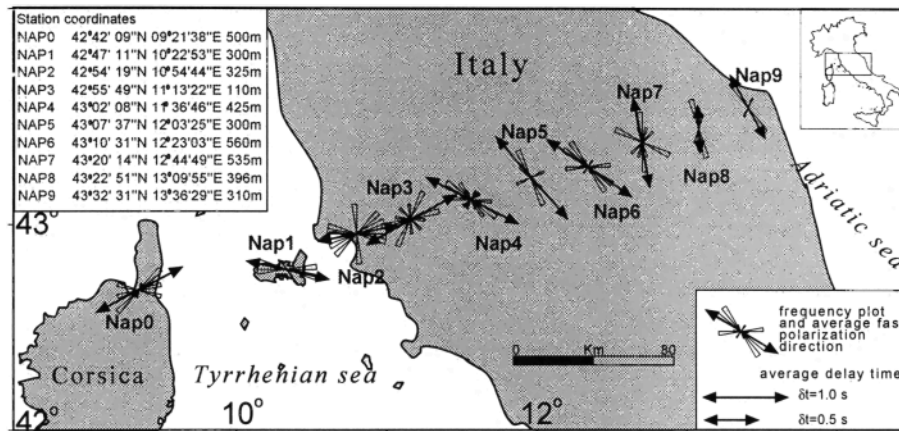 Station coordinates
NAP0 42°42' 09"N 09°21'38"E 500m
NAP1 42°47' 11"N 10°22'53"E 300m
NAP2 42°54' 19"N 10°54'44"E 325m
NAP3 42°55' 49"N 11°13'22"E 110m
NAP4 43°02' 08"N 11°36'46"E 425m
NAP5 43°07' 37"N 12°03'25"E 300m
NAP6 43°10' 31"N 12°23'03"E 560m
NAP7 43°20' 14"N 12°44'49"E 535m
NAP8 43°22' 51"N 13°09'55"E 396m
NAP9 43°32' 31"N 13°36'29"E 310m
Italy
Nap9
Nap7
Nap5
Nap8
Nap3
Nap6
Adriatic sea
43
Nap1
Nap4
Nap2
Nap0
frequency plot
and average fast
polarization
direction
0 Km 80
Corsica
Tyrrhenian sea
average delay time
δt=1.0 s
42°
10°
12°
δt=0.5 s